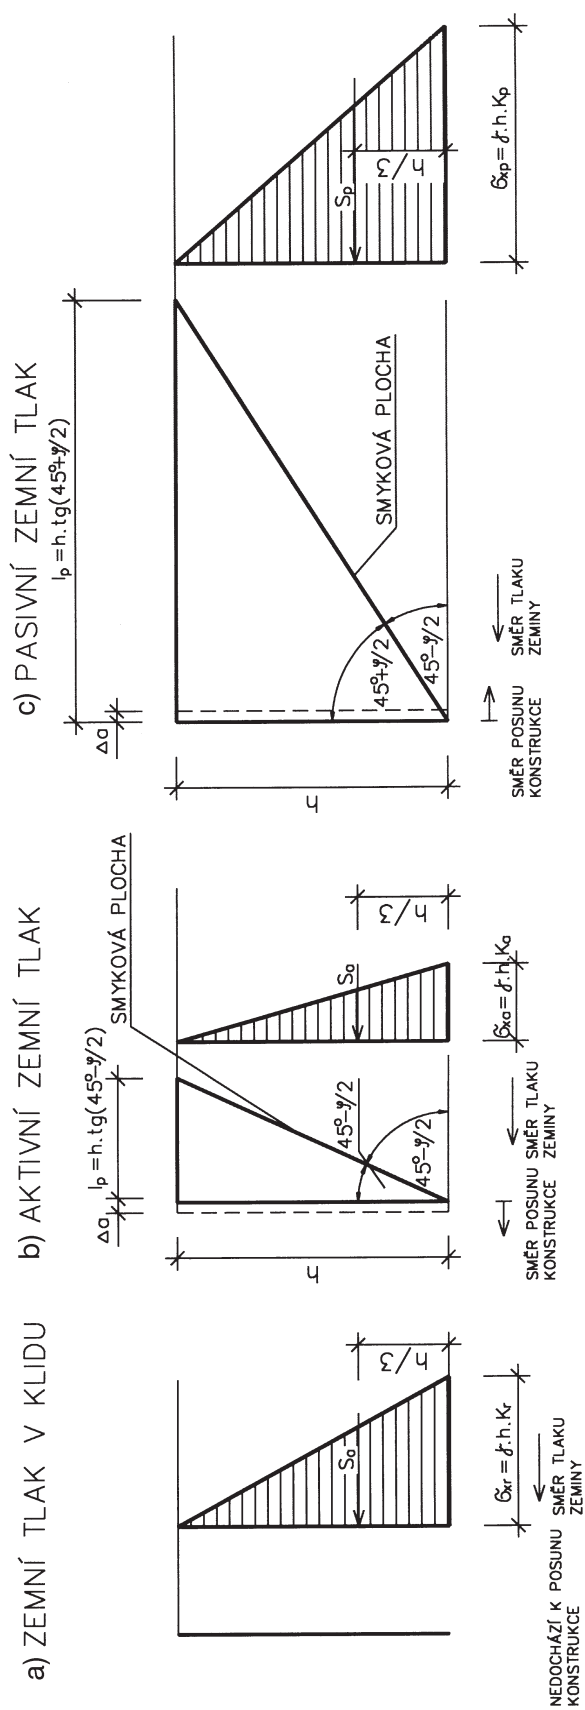 a) ZEMNÍ TLAK V KLIDU
Sa
h/3
σxr = γ.h.Kr
NEDOCHÁZÍ K POSUNU
KONSTRUKCE
SMĚR TLAKU
ZEMINY
b) AKTIVNÍ ZEMNÍ TLAK
Δa
lp = h.tg(45°-φ/2)
SMYKOVÁ PLOCHA
h
45°-φ/2
45°-φ/2
Sa
h/3
σxa = γ.h.Ka
SMĚR POSUNU
KONSTRUKCE
SMĚR TLAKU
ZEMINY
c) PASIVNÍ ZEMNÍ TLAK
lp = h.tg(45°+φ/2)
Δa
h
45°+φ/2
45°-φ/2
SMYKOVÁ PLOCHA
Sp
h/3
σxp = γ.h.Kp
SMĚR POSUNU
KONSTRUKCE
SMĚR TLAKU
ZEMINY